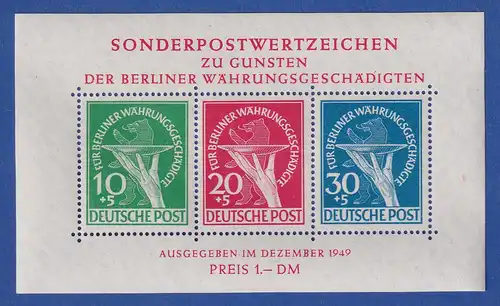 SONDERPOSTWERTZEICHEN
ZU GUNSTEN
DER BERLINER WÄHRUNGSGESCHÄDIGTEN
FÜR BERLINER WÄHRUNGSGESCHÄDIGTE
10
+5
DEUTSCHE POST
FÜR BERLINER WÄHRUNGSGESCHÄDIGTE
20
+5
DEUTSCHE POST
FÜR BERLINER WÄHRUNGSGESCHÄDIGTE
30
+5
DEUTSCHE POST
AUSGEGEBEN IM DEZEMBER 1949
PREIS 1.– DM